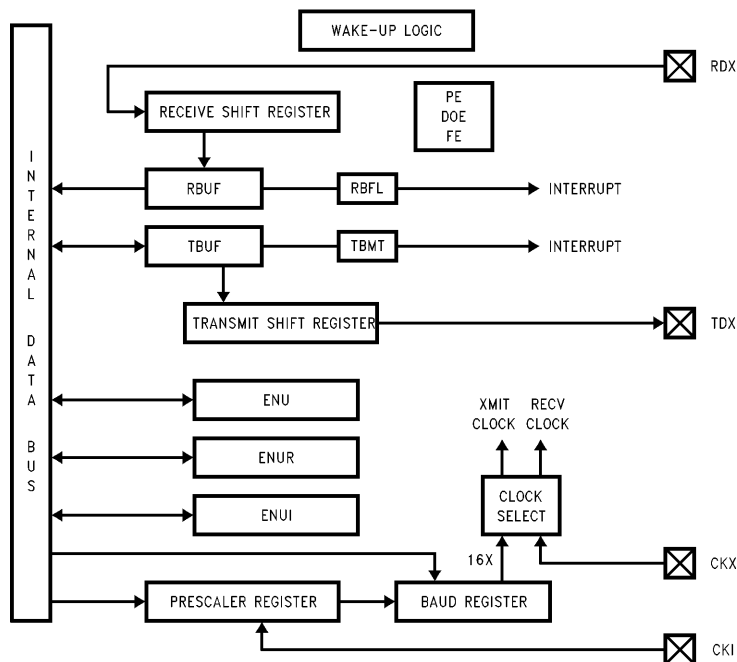 WAKE-UP LOGIC
RDX
RECEIVE SHIFT REGISTER
PE
DOE
FE
INTERNAL DATA BUS
RBUF
RBFL
INTERRUPT
TBUF
TBMT
INTERRUPT
TRANSMIT SHIFT REGISTER
TDX
ENU
XMIT
CLOCK
RECV
CLOCK
ENUR
CLOCK
SELECT
ENUI
16X
CKX
PRESCALER REGISTER
BAUD REGISTER
CKI